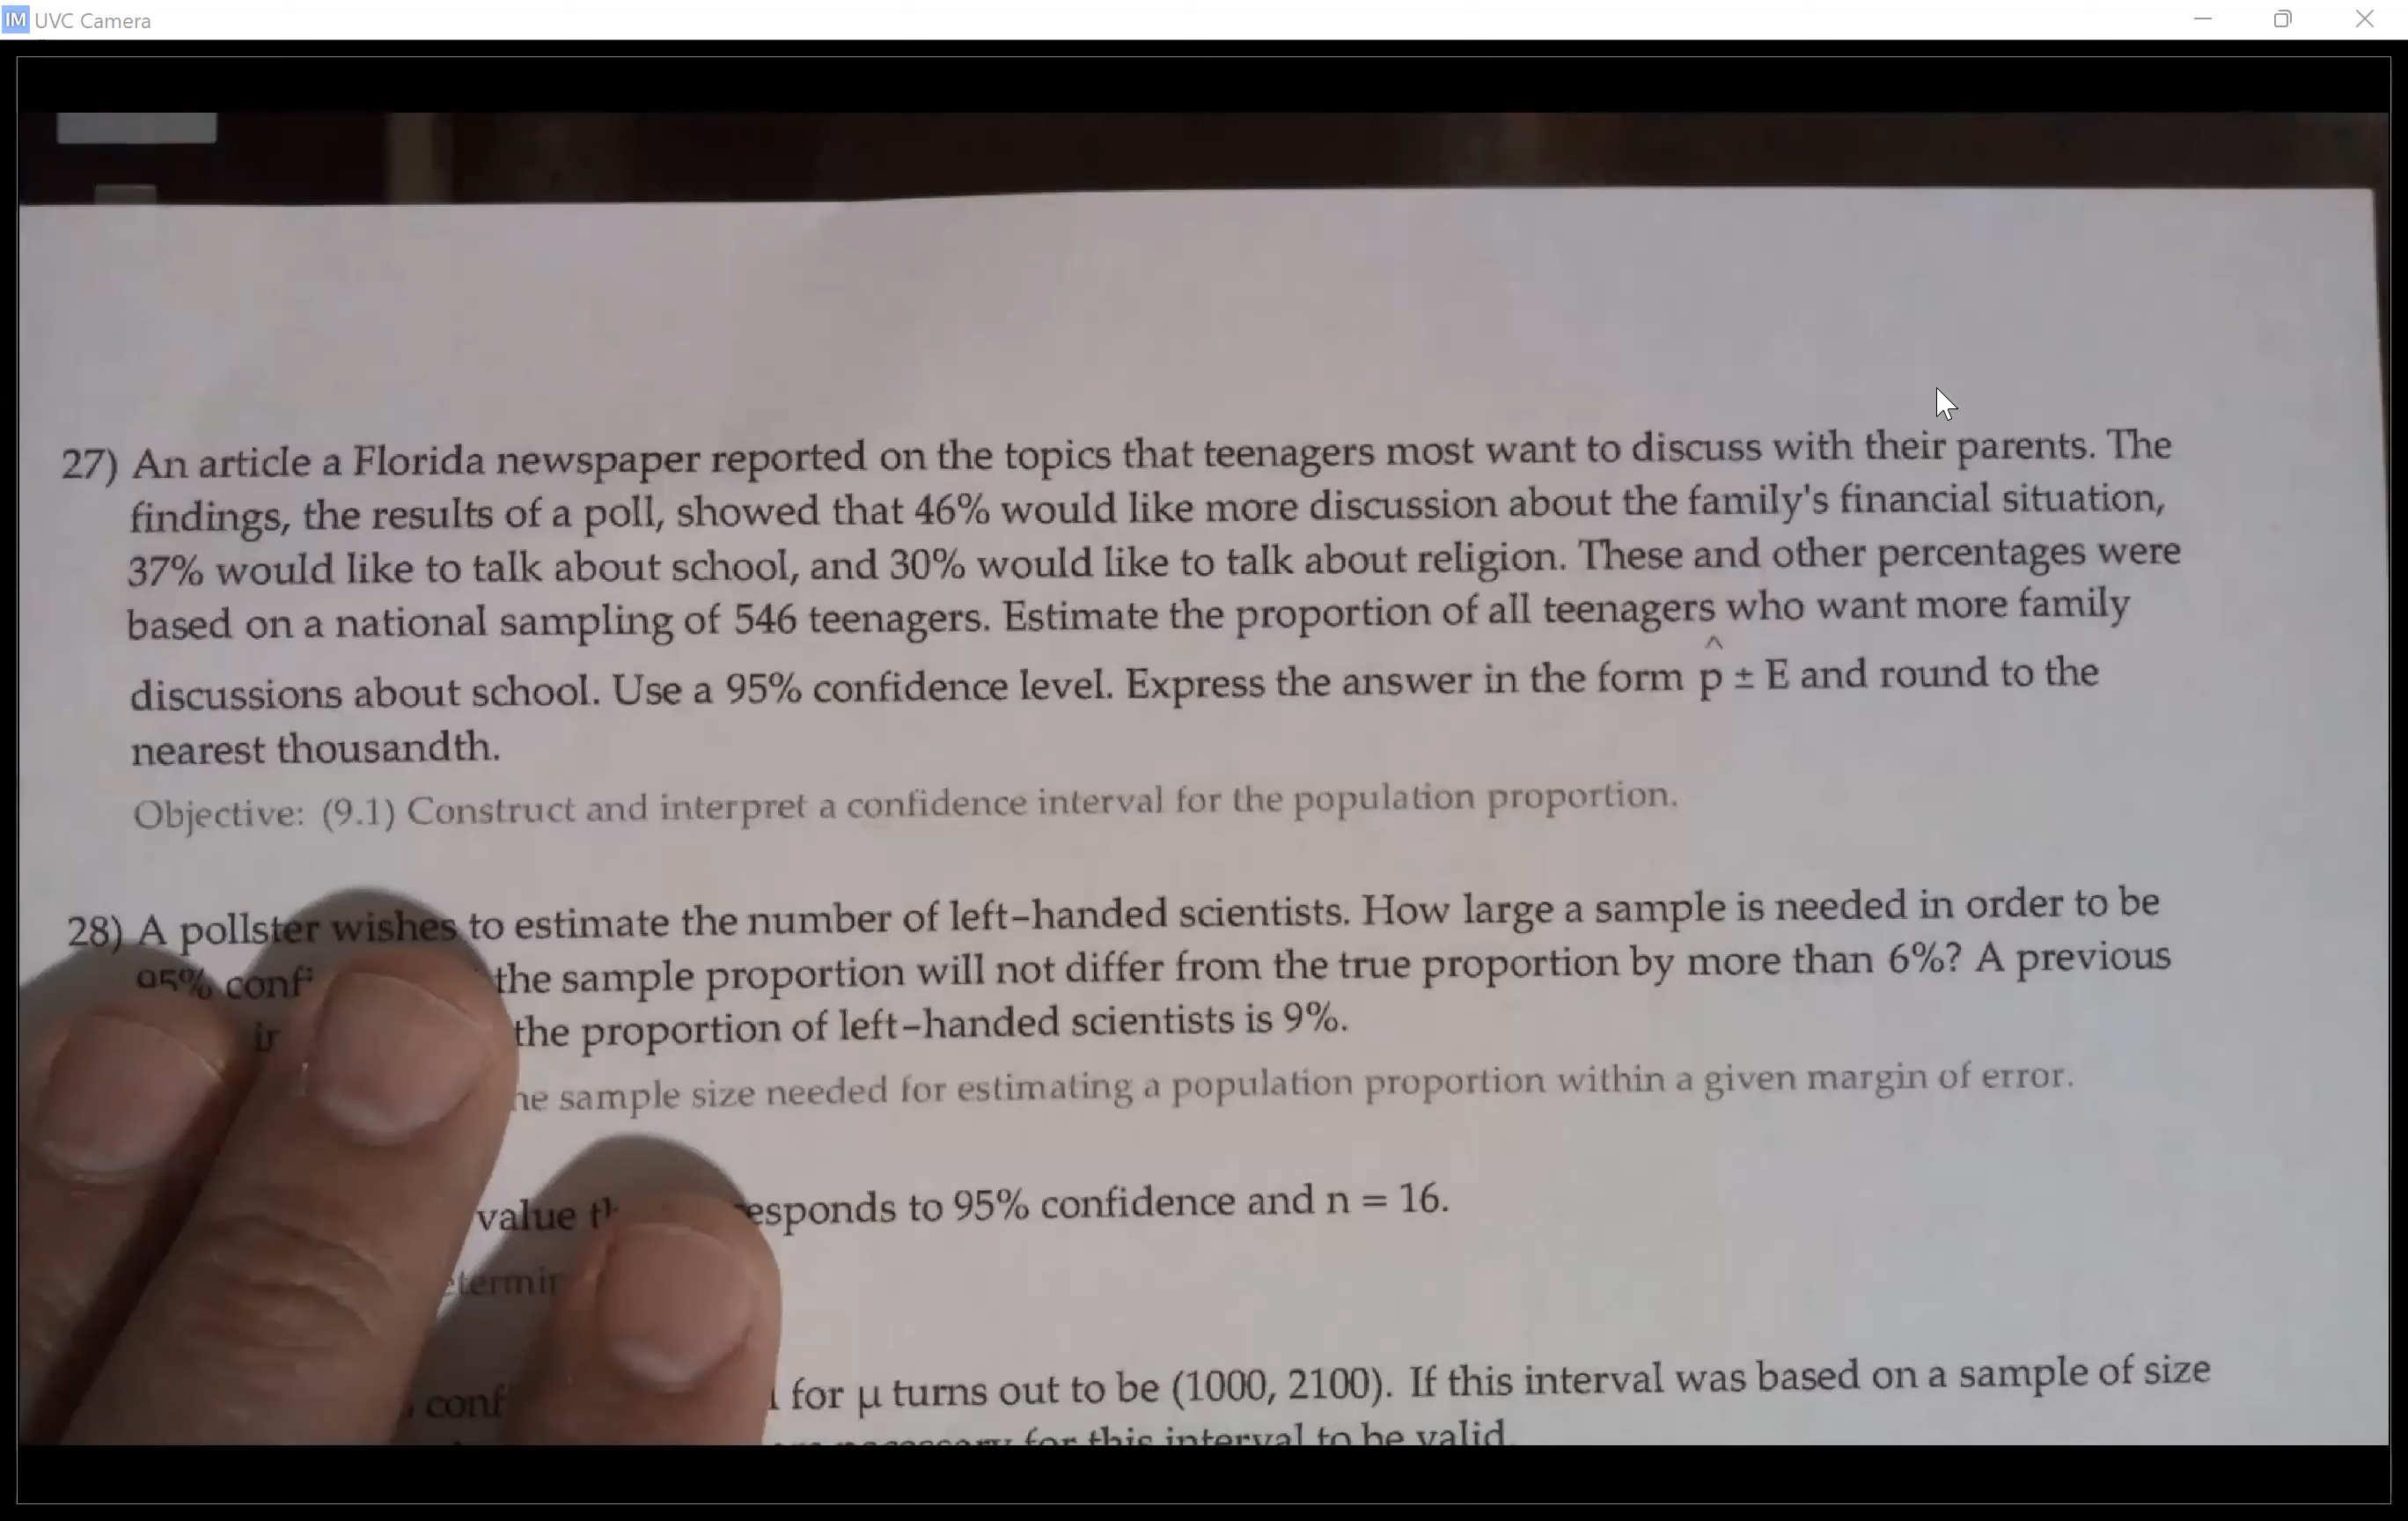 IM UVC Camera
27) An article a Florida newspaper reported on the topics that teenagers most want to discuss with their parents. The
findings, the results of a poll, showed that 46% would like more discussion about the family's financial situation,
37% would like to talk about school, and 30% would like to talk about religion. These and other percentages were
based on a national sampling of 546 teenagers. Estimate the proportion of all teenagers who want more family
discussions about school. Use a 95% confidence level. Express the answer in the form p̂ ± E and round to the
nearest thousandth.
Objective: (9.1) Construct and interpret a confidence interval for the population proportion.
28) A pollster wishes to estimate the number of left-handed scientists. How large a sample is needed in order to be
95% the sample proportion will not differ from the true proportion by more than 6%? A previous
the proportion of left-handed scientists is 9%.
sample size needed for estimating a population proportion within a given margin of error.
value to 95% confidence and n = 16.
for μ turns out to be (1000, 2100). If this interval was based on a sample of size
for this interval to be valid.